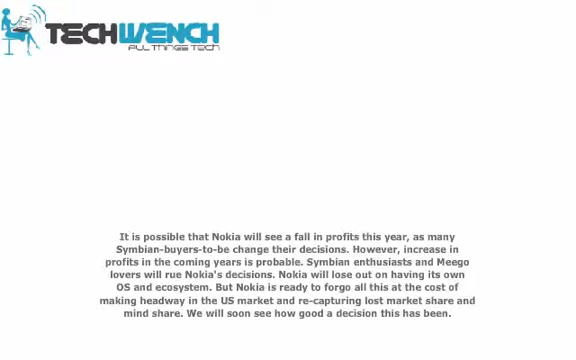 TECHWENCH
ALL THINGS TECH
It is possible that Nokia will see a fall in profits this year, as many
Symbian-buyers-to-be change their decisions. However, increase in
profits in the coming years is probable. Symbian enthusiasts and Meego
lovers will rue Nokia's decisions. Nokia will lose out on having its own
OS and ecosystem. But Nokia is ready to forgo all this at the cost of
making headway in the US market and re-capturing lost market share and
mind share. We will soon see how good a decision this has been.